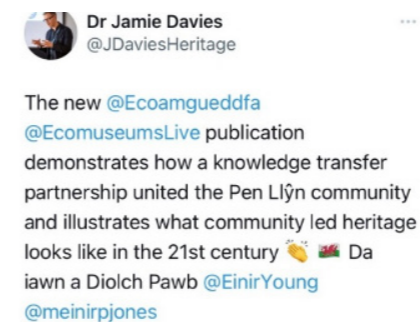 Dr Jamie Davies
@JDaviesHeritage
The new @Ecoamgueddfa
@EcomuseumsLive publication
demonstrates how a knowledge transfer
partnership united the Pen Llŷn community
and illustrates what community led heritage
looks like in the 21st century 👏 🏴󠁧󠁢󠁷󠁬󠁳󠁿 Da
iawn a Diolch Pawb @EinirYoung
@meinirpjones